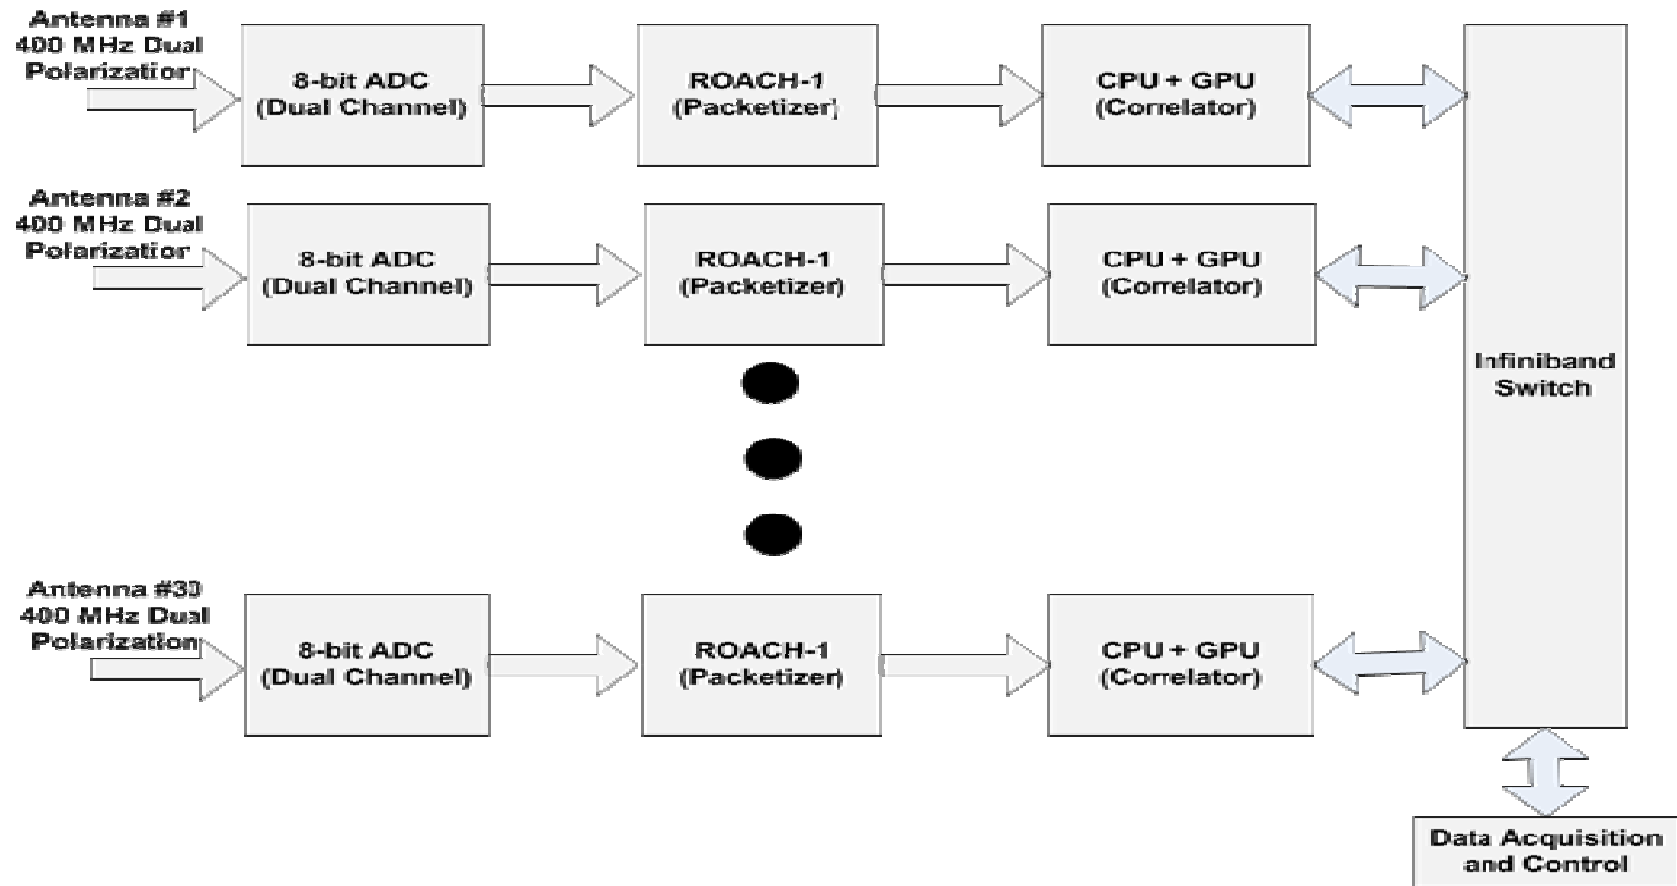 Antenna #1
400 MHz Dual
Polarization
8-bit ADC
(Dual Channel)
ROACH-1
(Packetizer)
CPU + GPU
(Correlator)
Antenna #2
400 MHz Dual
Polarization
8-bit ADC
(Dual Channel)
ROACH-1
(Packetizer)
CPU + GPU
(Correlator)
Infiniband
Switch
Antenna #30
400 MHz Dual
Polarization
8-bit ADC
(Dual Channel)
ROACH-1
(Packetizer)
CPU + GPU
(Correlator)
Data Acquisition
and Control